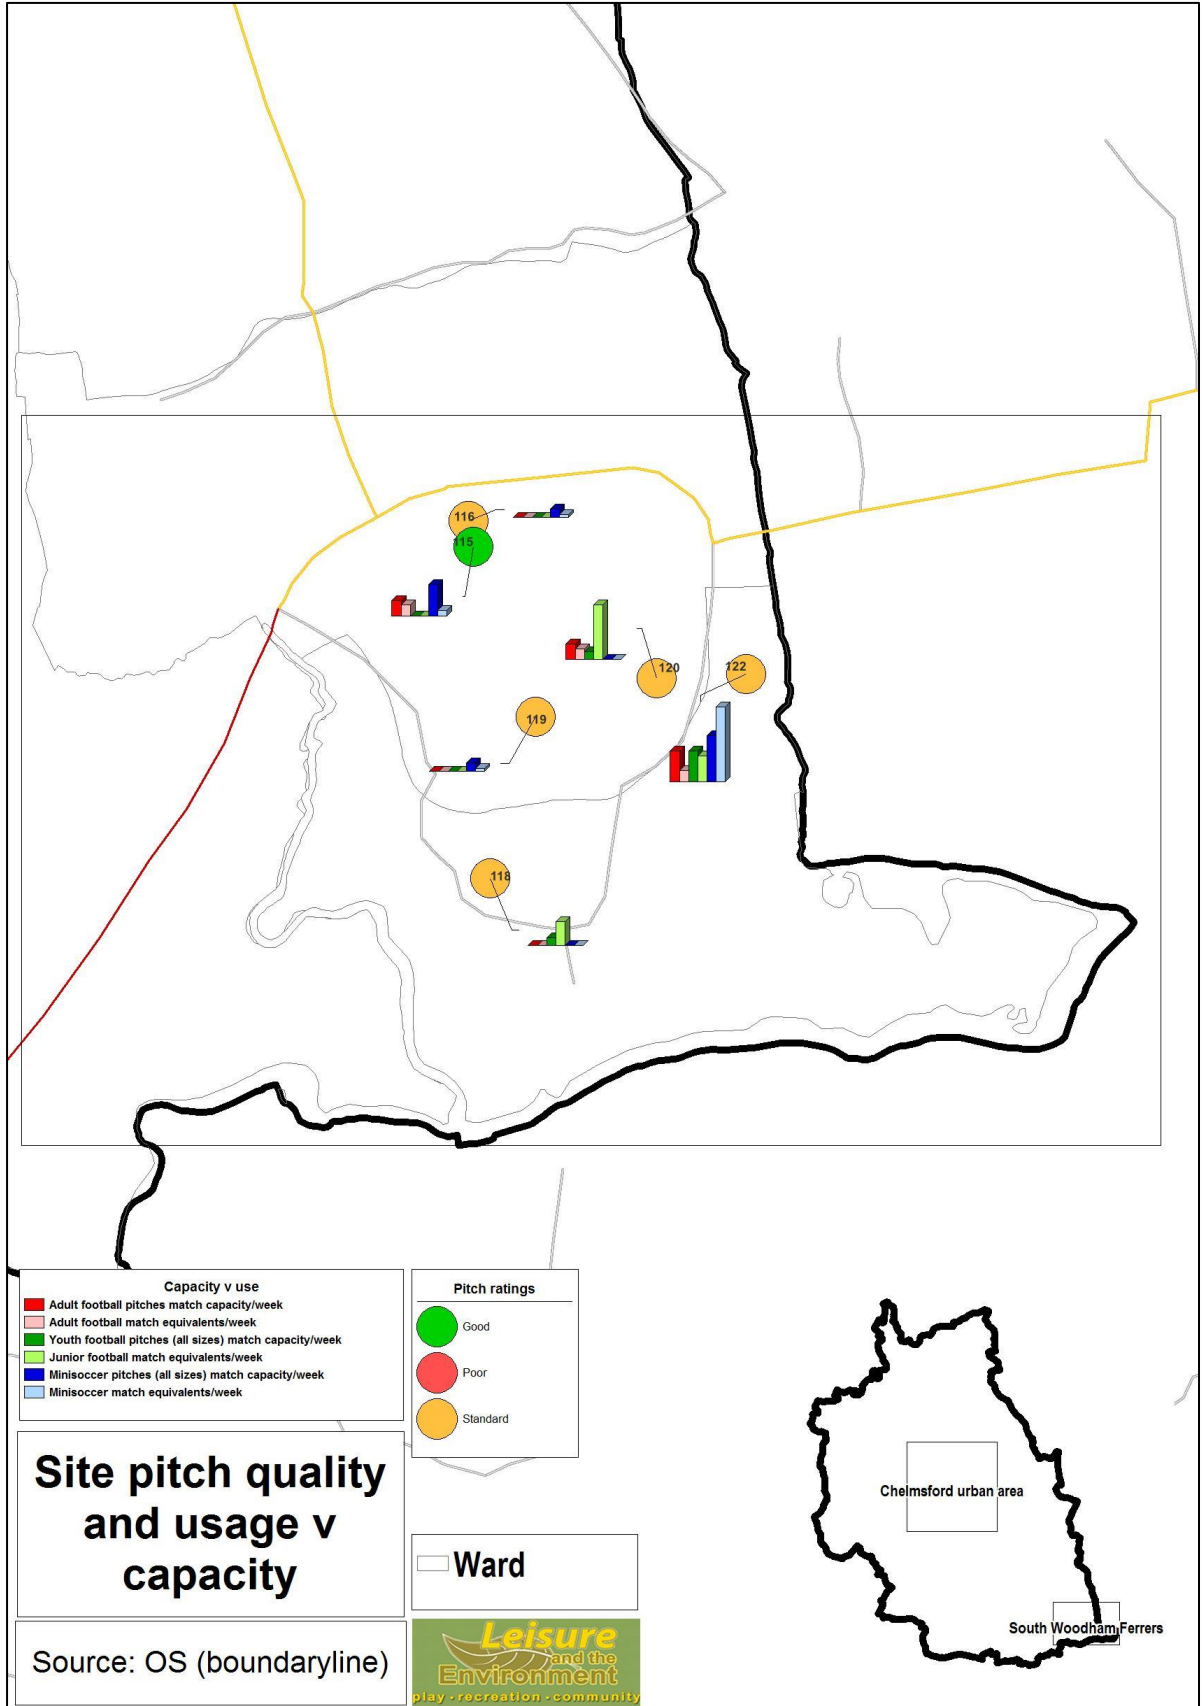 116
115
120
122
119
118
Capacity v use
Adult football pitches match capacity/week
Adult football match equivalents/week
Youth football pitches (all sizes) match capacity/week
Junior football match equivalents/week
Minisoccer pitches (all sizes) match capacity/week
Minisoccer match equivalents/week
Pitch ratings
Good
Poor
Standard
Site pitch quality
and usage v
capacity
Ward
Source: OS (boundaryline)
Leisure
and the
Environment
play - recreation - community
Chelmsford urban area
South Woodham Ferrers